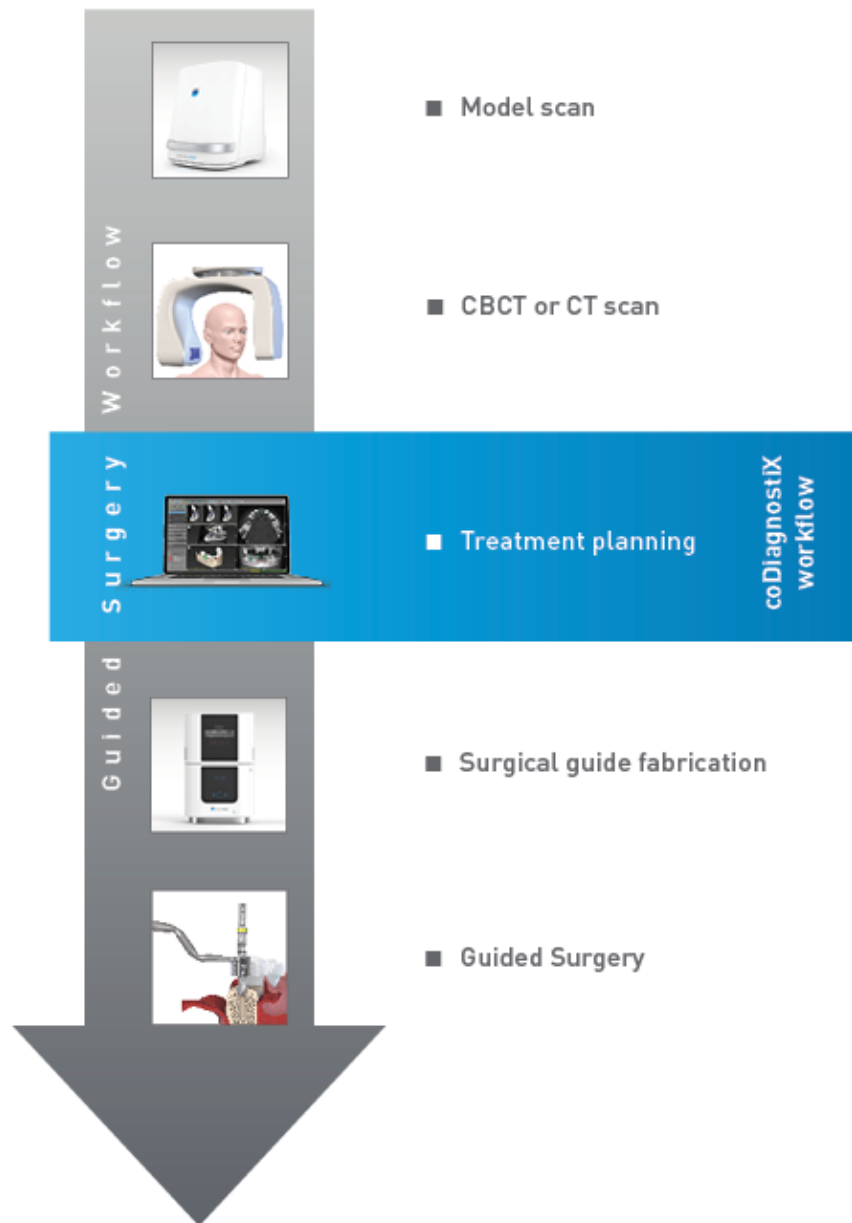 Model scan
CBCT or CT scan
Guided Surgery Workflow
Treatment planning
coDiagnostiX
workflow
Surgical guide fabrication
Guided Surgery